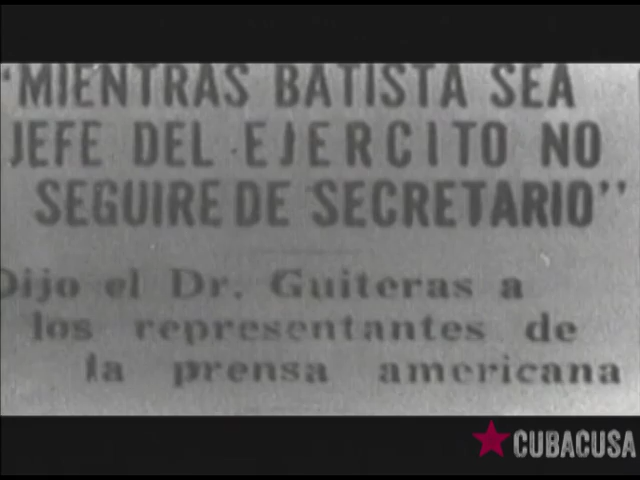 "MIENTRAS BATISTA SEA
JEFE DEL EJERCITO NO
SEGUIRE DE SECRETARIO"
Dijo el Dr. Guiteras a
los representantes de
la prensa americana
CUBACUSA